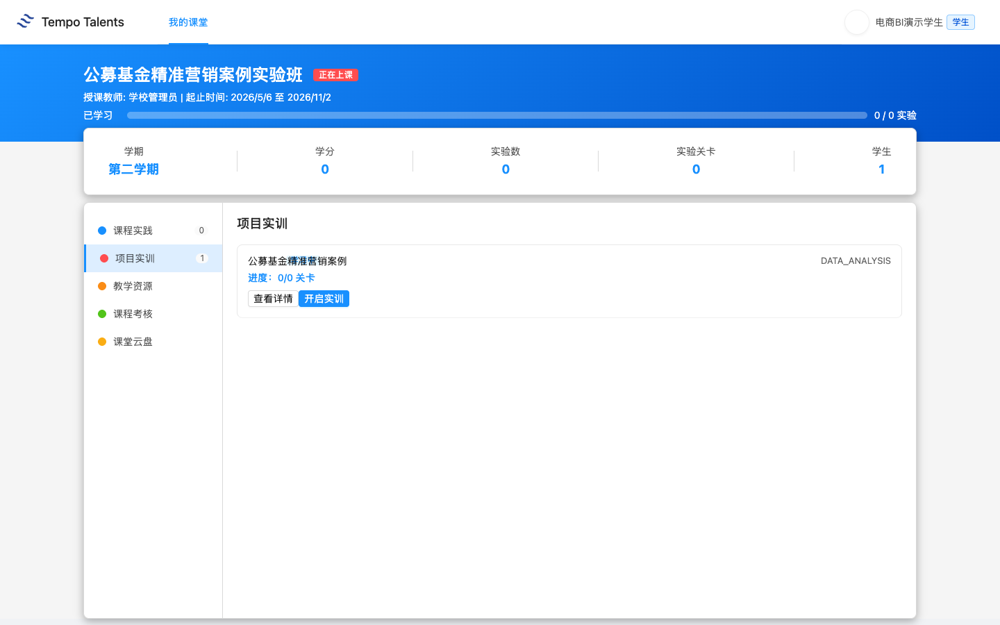 Tempo Talents
我的课堂
电商BI演示学生 学生
公募基金精准营销案例实验班 正在上课
授课教师: 学校管理员 | 起止时间: 2026/5/6 至 2026/11/2
已学习 0 / 0 实验
学期 学分 实验数 实验关卡 学生
第二学期 0 0 0 1
课程实践 0
项目实训 1
教学资源
课程考核
课堂云盘
项目实训
公募基金精准营销案例 DATA_ANALYSIS
进度：0/0 关卡
查看详情 开启实训